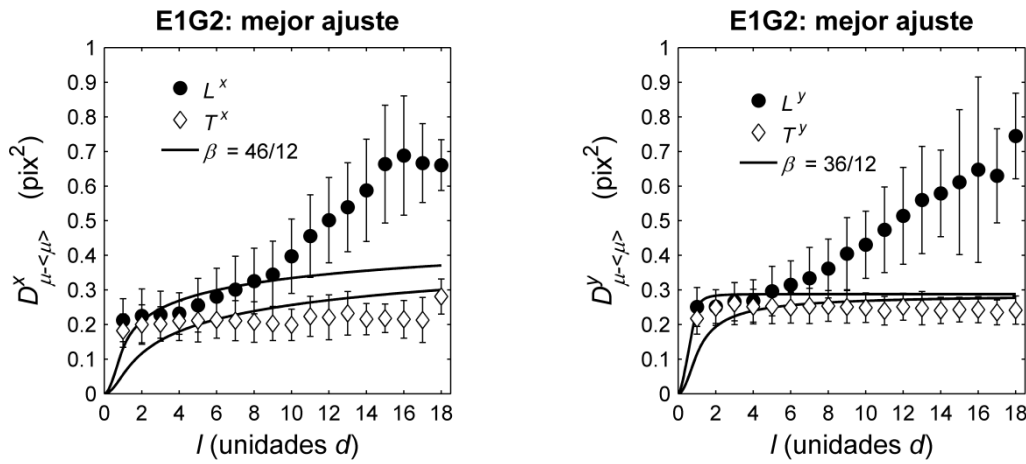 E1G2: mejor ajuste
D^x_{μ-<μ>} (pix²)
1
0.9
0.8
0.7
0.6
0.5
0.4
0.3
0.2
0.1
0
L^x
T^x
β = 46/12
0 2 4 6 8 10 12 14 16 18
l (unidades d)
E1G2: mejor ajuste
D^y_{μ-<μ>} (pix²)
1
0.9
0.8
0.7
0.6
0.5
0.4
0.3
0.2
0.1
0
L^y
T^y
β = 36/12
0 2 4 6 8 10 12 14 16 18
l (unidades d)